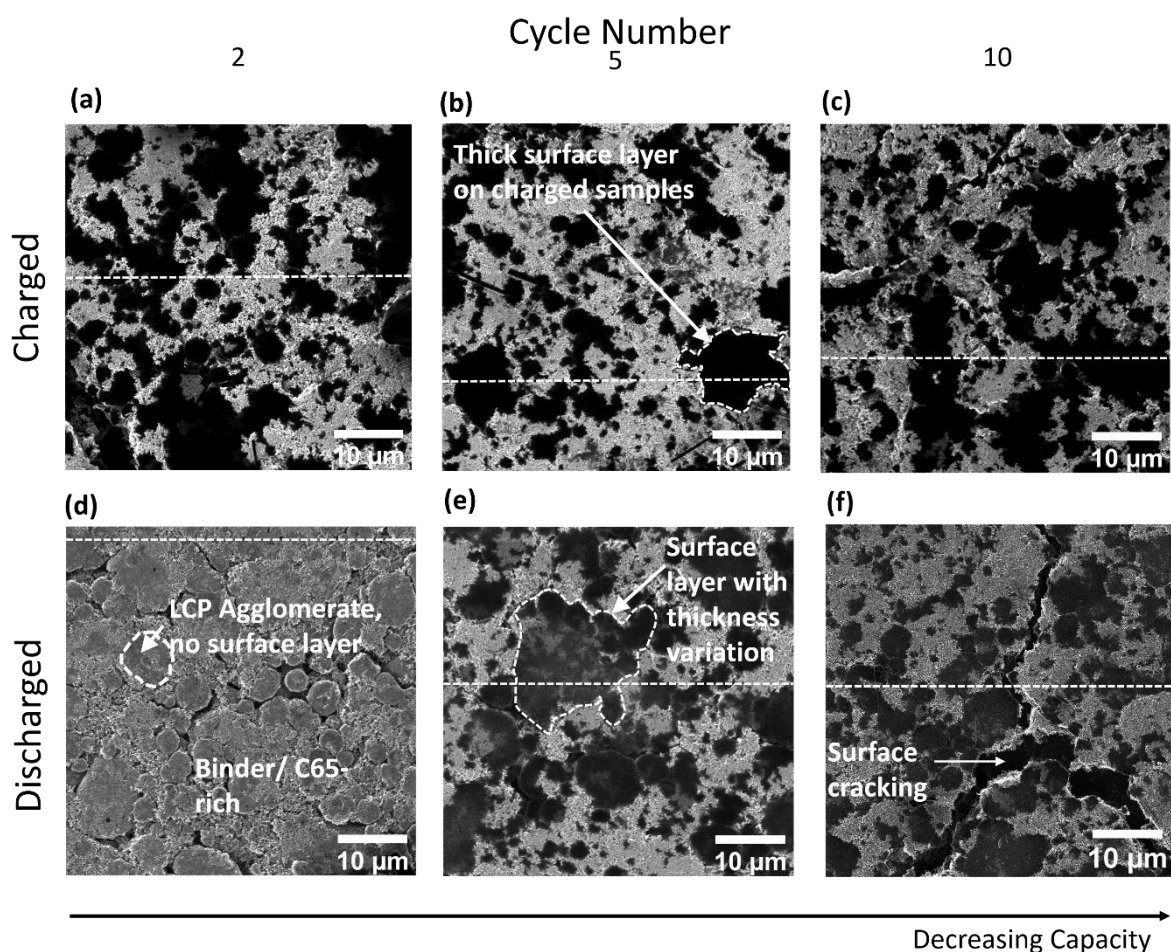 Cycle Number
2
5
10
(a)
(b)
(c)
Charged
Thick surface layer
on charged samples
10 µm
10 µm
10 µm
(d)
(e)
(f)
Discharged
LCP Agglomerate,
no surface layer
Binder/ C65-
rich
10 µm
Surface
layer with
thickness
variation
10 µm
Surface
cracking
10 µm
Decreasing Capacity